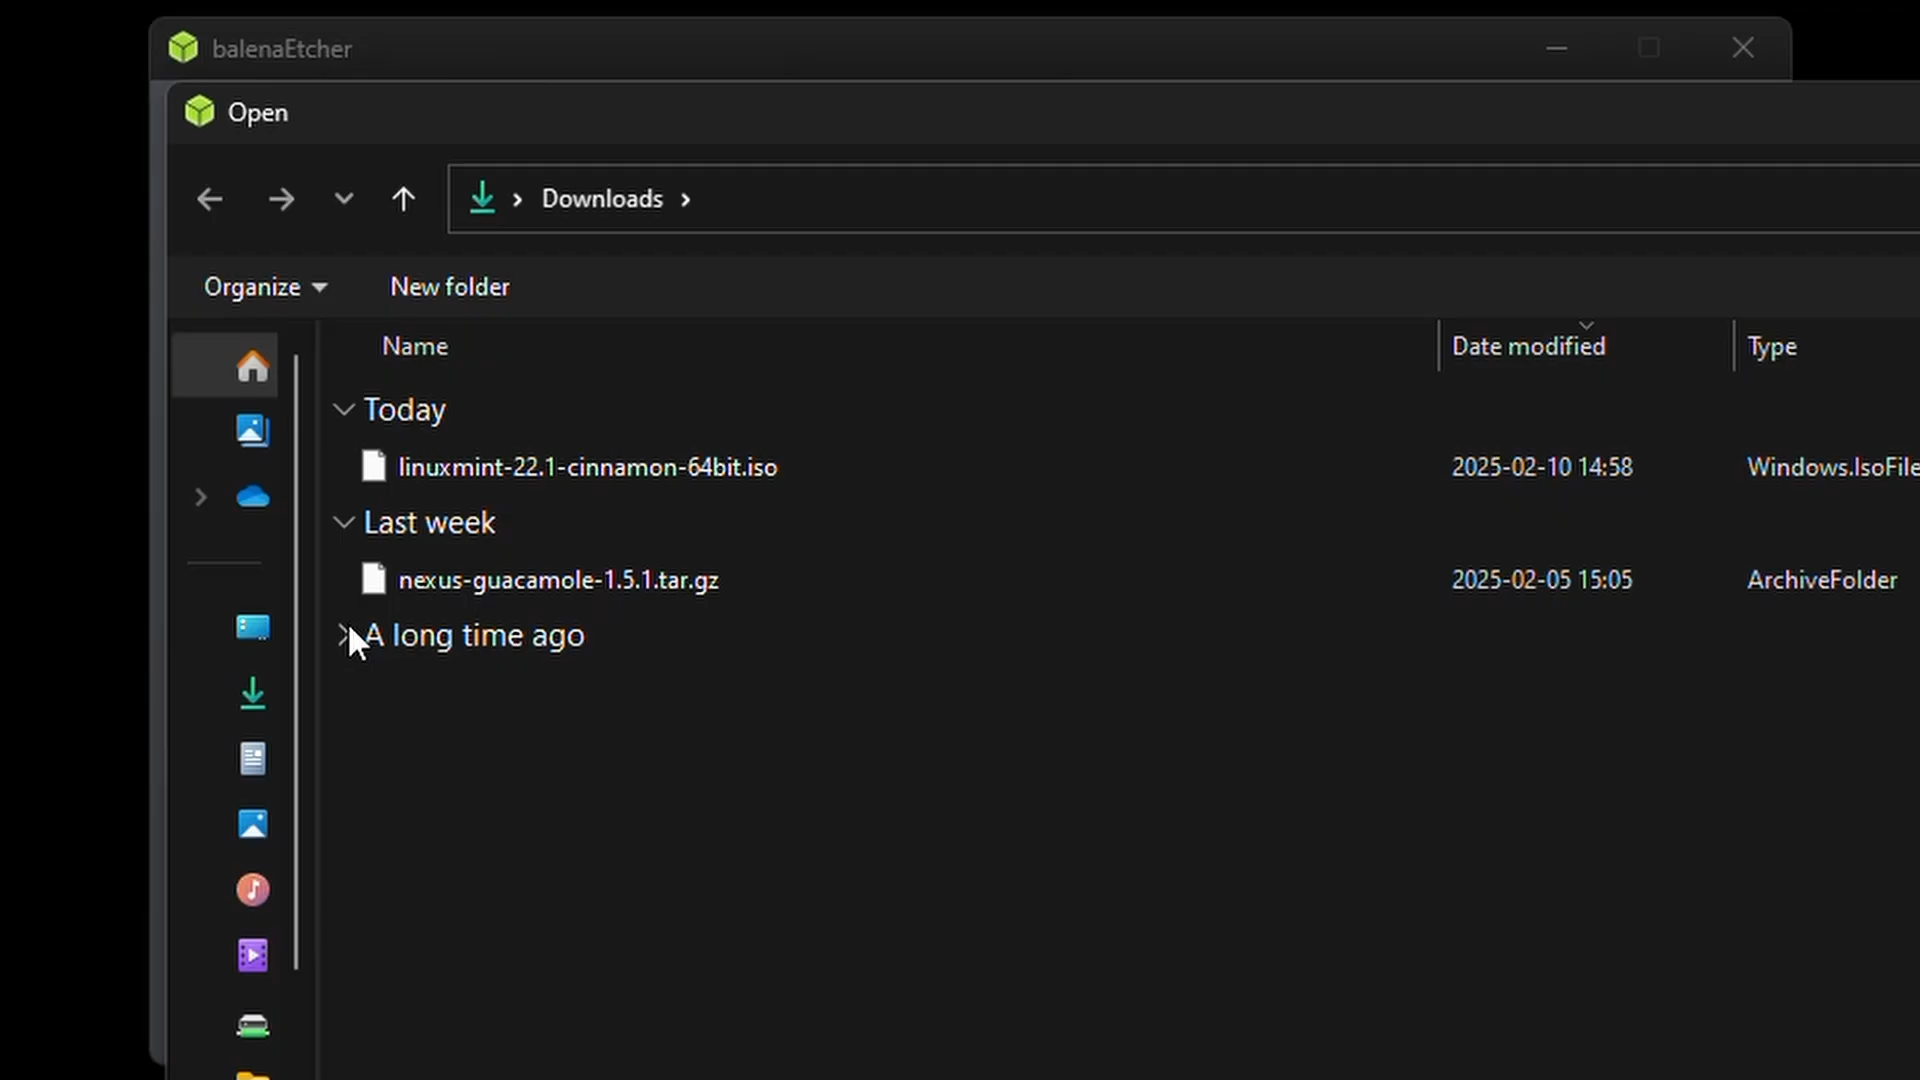 balenaEtcher
Open
Downloads
Organize
New folder
Name
Date modified
Type
Today
linuxmint-22.1-cinnamon-64bit.iso
2025-02-10 14:58
Windows.IsoFile
Last week
nexus-guacamole-1.5.1.tar.gz
2025-02-05 15:05
ArchiveFolder
A long time ago